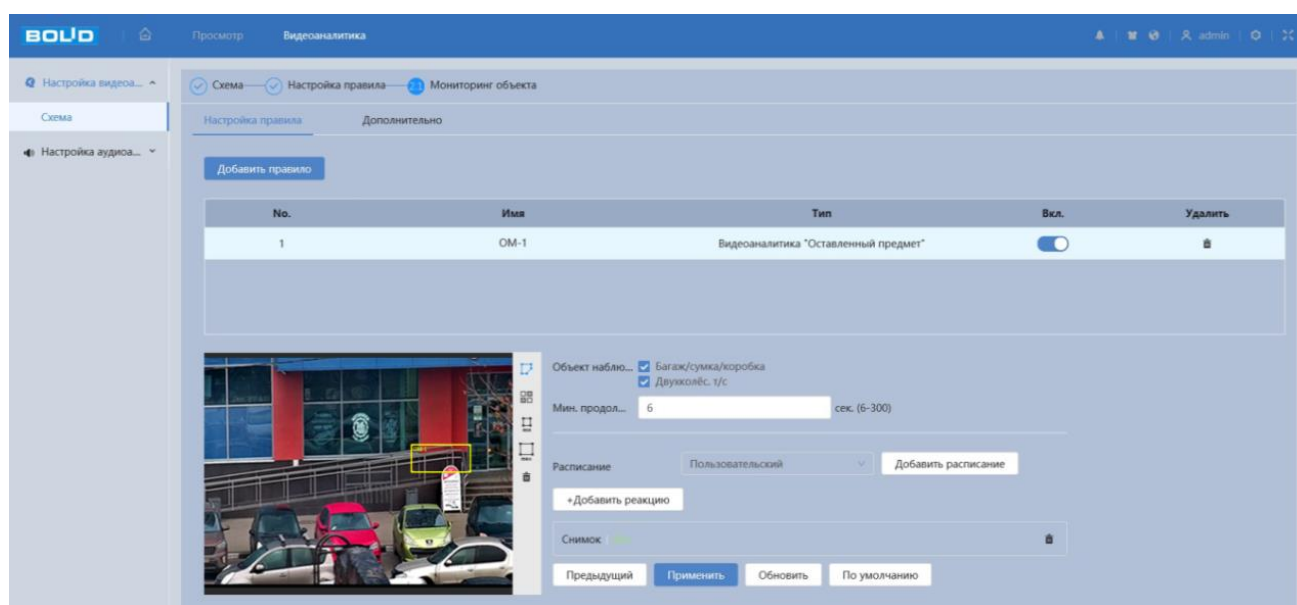 BOLID Просмотр Видеоаналитика admin
Настройка видеоа...
Схема Настройка правила 2.1 Мониторинг объекта
Схема
Настройка правила Дополнительно
Настройка аудиоа...
Добавить правило
No. Имя Тип Вкл. Удалить
1 OM-1 Видеоаналитика "Оставленный предмет"
Объект наблю... Багаж/сумка/коробка
Двухколёс. т/с
Мин. продол... 6 сек. (6-300)
Расписание Пользовательский Добавить расписание
+Добавить реакцию
Снимок
Предыдущий Применить Обновить По умолчанию